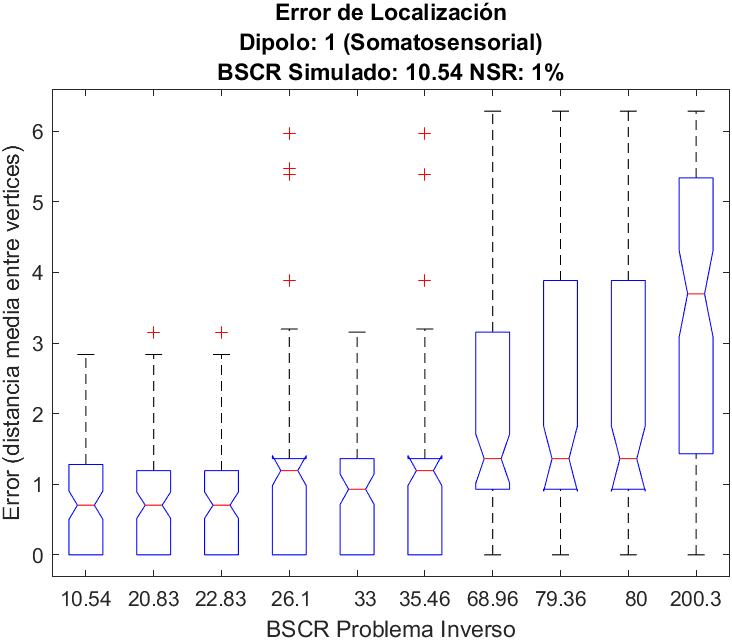 Error de Localización
Dipolo: 1 (Somatosensorial)
BSCR Simulado: 10.54 NSR: 1%
Error (distancia media entre vertices)
6
5
4
3
2
1
0
10.54 20.83 22.83 26.1 33 35.46 68.96 79.36 80 200.3
BSCR Problema Inverso